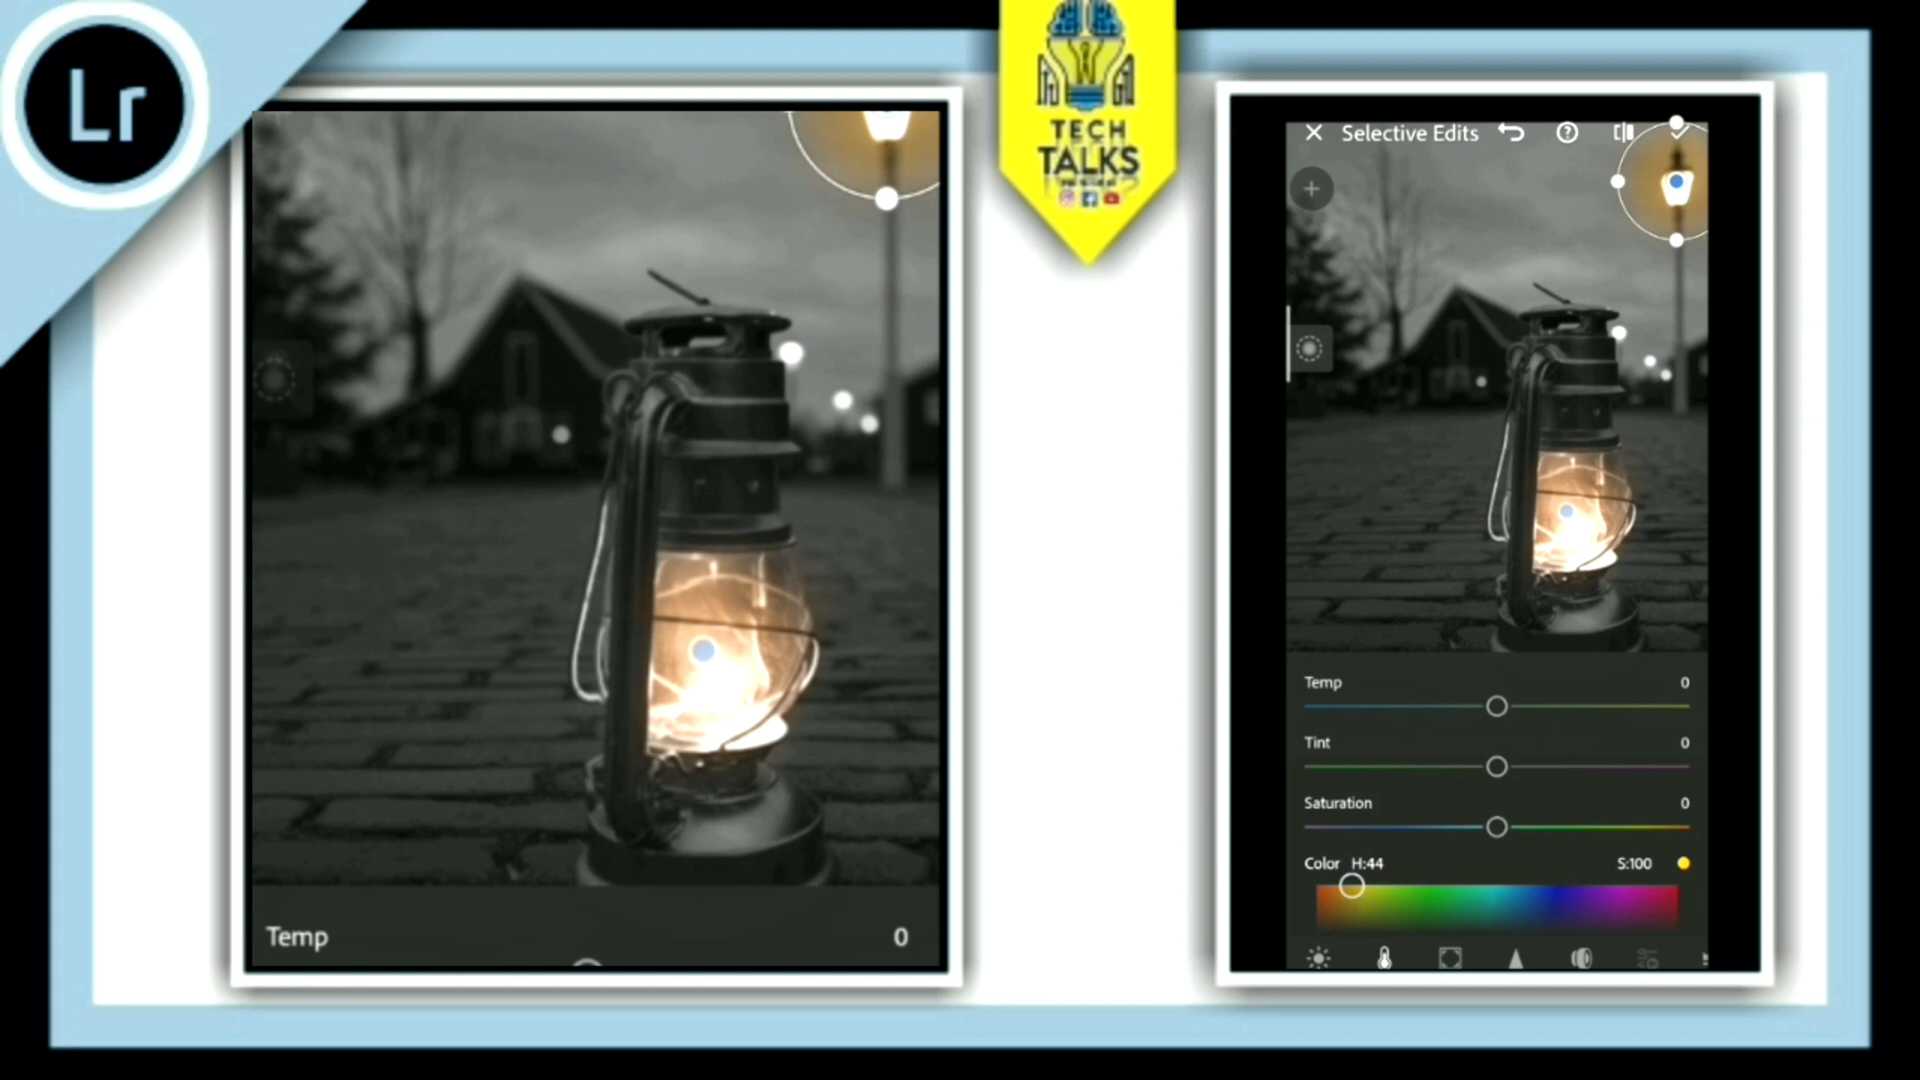 Lr
TECH
TALKS
Selective Edits
Temp 0
Tint 0
Saturation 0
Color H:44 S:100
Temp 0